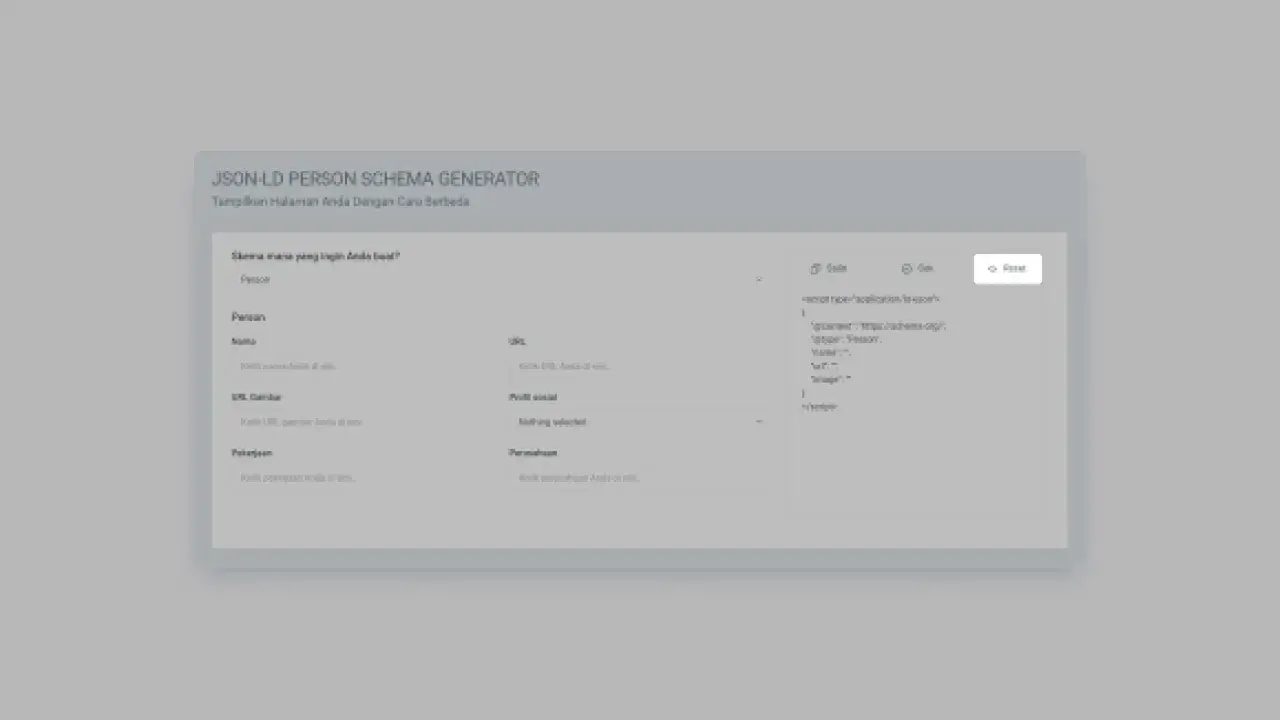 JSON-LD PERSON SCHEMA GENERATOR
Tampilkan Halaman Anda Dengan Cara Berbeda
Skema mana yang ingin Anda buat?
Person
Person
Nama
Ketik nama Anda di sini.
URL
Ketik URL Anda di sini.
URL Gambar
Ketik URL gambar Anda di sini.
Profil sosial
Nothing selected
Pekerjaan
Ketik pekerjaan Anda di sini.
Perusahaan
Ketik perusahaan Anda di sini.
Salin
Cek
Reset
<script type="application/ld+json">
{
"@context": "https://schema.org/",
"@type": "Person",
"name": "",
"url": "",
"image": ""
}
</script>